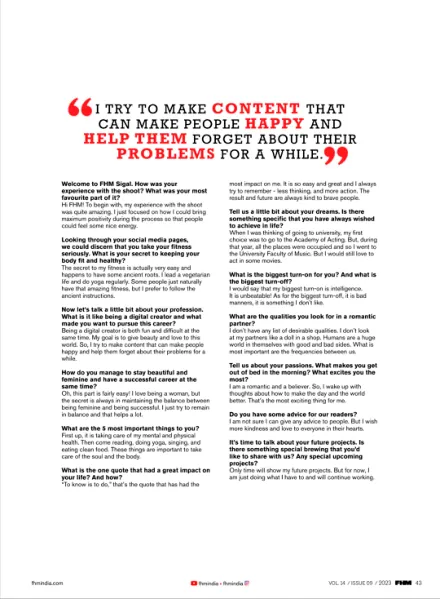 “I TRY TO MAKE CONTENT THAT
CAN MAKE PEOPLE HAPPY AND
HELP THEM FORGET ABOUT THEIR
PROBLEMS FOR A WHILE.”
Welcome to FHM Sigal. How was your
experience with the shoot? What was your most
favourite part of it?
Hi FHM! To begin with, my experience with the shoot
was quite amazing. I just focused on how I could bring
maximum positivity during the process so that people
could feel some nice energy.
Looking through your social media pages,
we could discern that you take your fitness
seriously. What is your secret to keeping your
body fit and healthy?
The secret to my fitness is actually very easy and
happens to have some ancient roots. I lead a vegetarian
life and do yoga regularly. Some people just naturally
have that amazing fitness, but I prefer to follow the
ancient instructions.
Now let's talk a little bit about your profession.
What is it like being a digital creator and what
made you want to pursue this career?
Being a digital creator is both fun and difficult at the
same time. My goal is to give beauty and love to this
world. So, I try to make content that can make people
happy and help them forget about their problems for a
while.
How do you manage to stay beautiful and
feminine and have a successful career at the
same time?
Oh, this part is fairly easy! I love being a woman, but
the secret is always in maintaining the balance between
being feminine and being successful. I just try to remain
in balance and that helps a lot.
What are the 5 most important things to you?
First up, it is taking care of my mental and physical
health. Then come reading, doing yoga, singing, and
eating clean food. These things are important to take
care of the soul and the body.
What is the one quote that had a great impact on
your life? And how?
"To know is to do," that's the quote that has had the
most impact on me. It is so easy and great and I always
try to remember - less thinking, and more action. The
result and future are always kind to brave people.
Tell us a little bit about your dreams. Is there
something specific that you have always wished
to achieve in life?
When I was thinking of going to university, my first
choice was to go to the Academy of Acting. But, during
that year, all the places were occupied and so I went to
the University Faculty of Music. But I would still love to
act in some movies.
What is the biggest turn-on for you? And what is
the biggest turn-off?
I would say that my biggest turn-on is intelligence.
It is unbeatable! As for the biggest turn-off, it is bad
manners, it is something I don't like.
What are the qualities you look for in a romantic
partner?
I don't have any list of desirable qualities. I don't look
at my partners like a doll in a shop. Humans are a huge
world in themselves with good and bad sides. What is
most important are the frequencies between us.
Tell us about your passions. What makes you get
out of bed in the morning? What excites you the
most?
I am a romantic and a believer. So, I wake up with
thoughts about how to make the day and the world
better. That's the most exciting thing for me.
Do you have some advice for our readers?
I am not sure I can give any advice to people. But I wish
more kindness and love to everyone in their hearts.
It's time to talk about your future projects. Is
there something special brewing that you'd
like to share with us? Any special upcoming
projects?
Only time will show my future projects. But for now, I
am just doing what I have to and will continue working.
fhmindia.com
fhmindia • fhmindia
VOL. 14 / ISSUE 09 / 2023 FHM 43